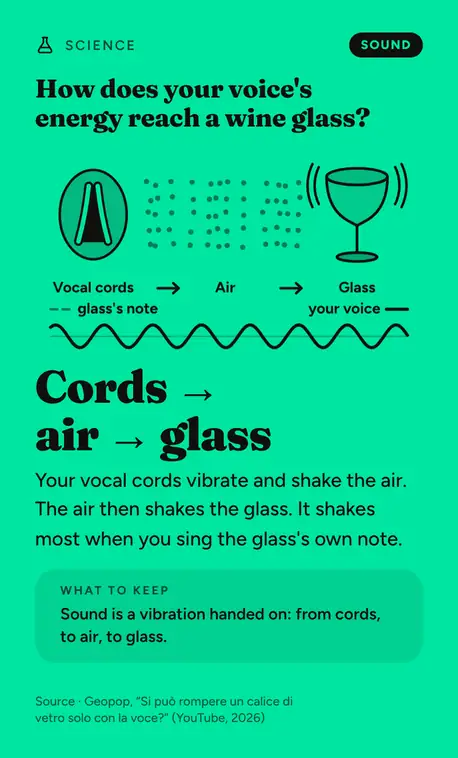 SCIENCE
SOUND
How does your voice's
energy reach a wine glass?
Vocal cords → Air → Glass
glass's note
your voice
Cords →
air → glass
Your vocal cords vibrate and shake the air.
The air then shakes the glass. It shakes
most when you sing the glass's own note.
WHAT TO KEEP
Sound is a vibration handed on: from cords,
to air, to glass.
Source · Geopop, "Si può rompere un calice di
vetro solo con la voce?" (YouTube, 2026)